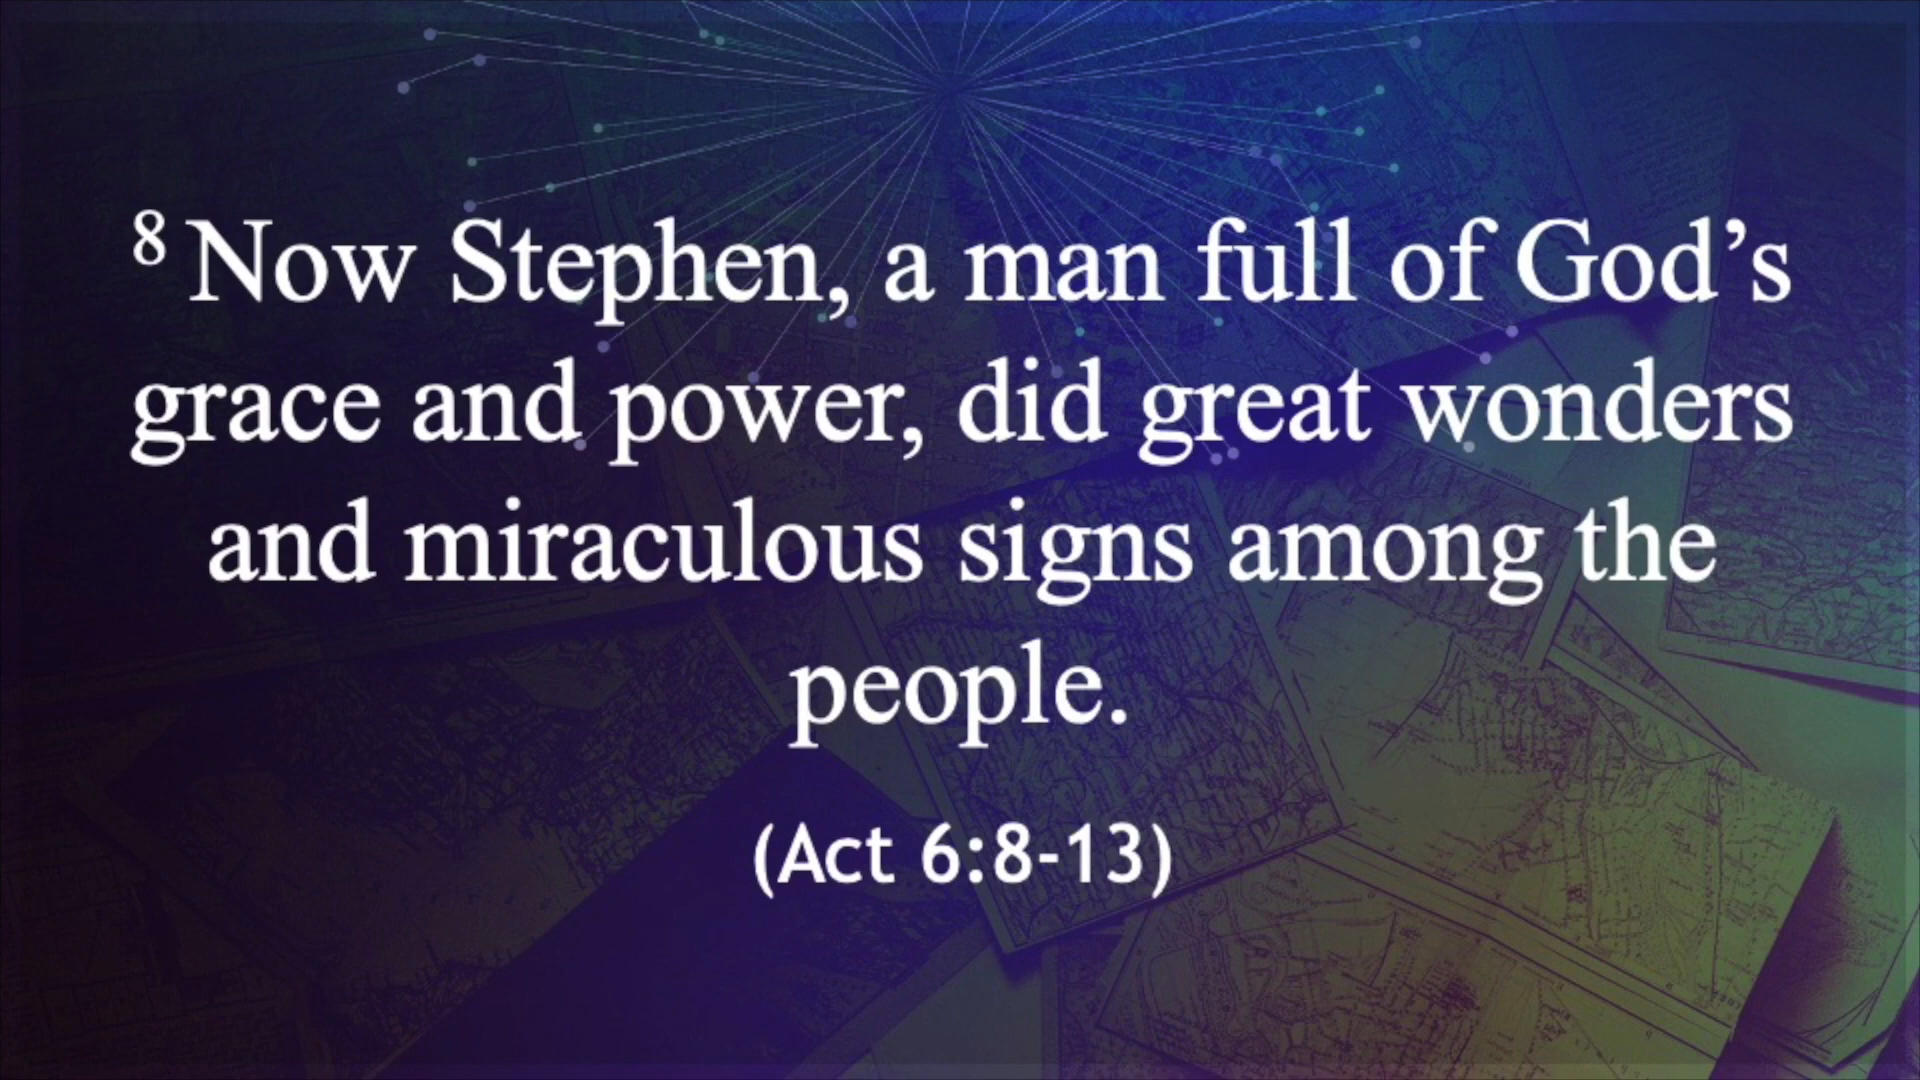 8 Now Stephen, a man full of God’s
grace and power, did great wonders
and miraculous signs among the
people.
(Act 6:8-13)